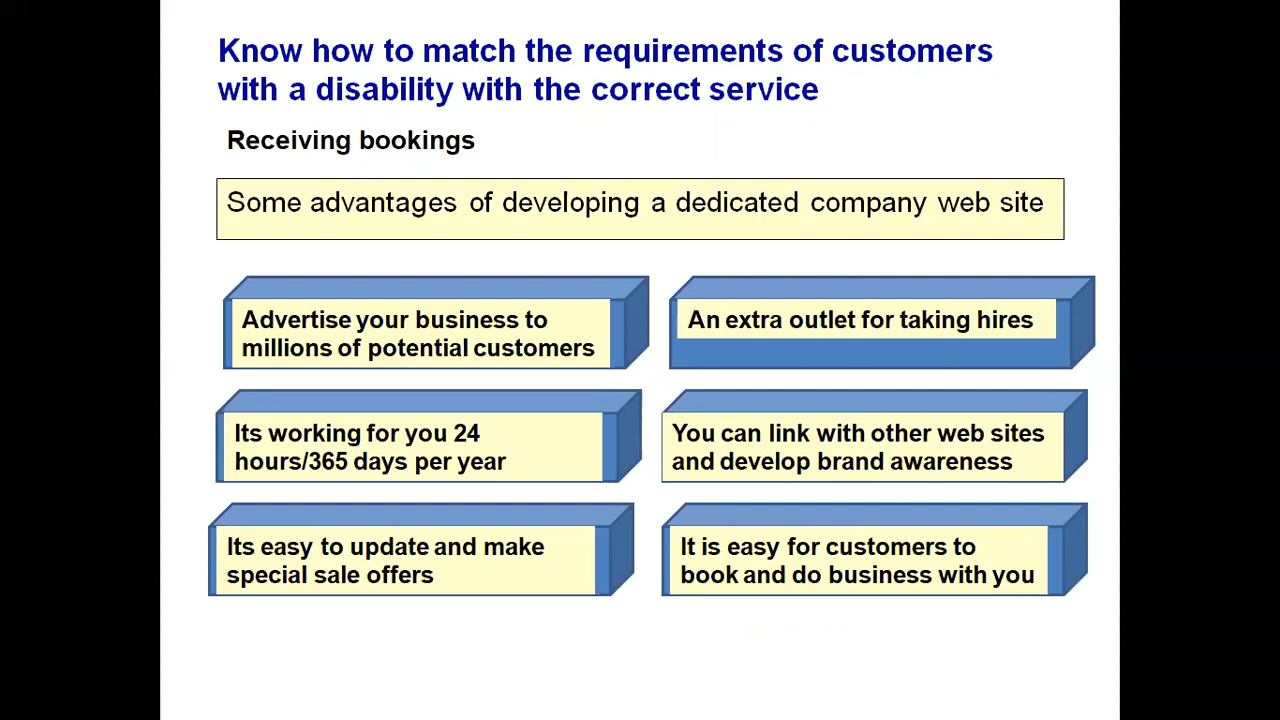 Know how to match the requirements of customers
with a disability with the correct service
Receiving bookings
Some advantages of developing a dedicated company web site
Advertise your business to
millions of potential customers
An extra outlet for taking hires
Its working for you 24
hours/365 days per year
You can link with other web sites
and develop brand awareness
Its easy to update and make
special sale offers
It is easy for customers to
book and do business with you